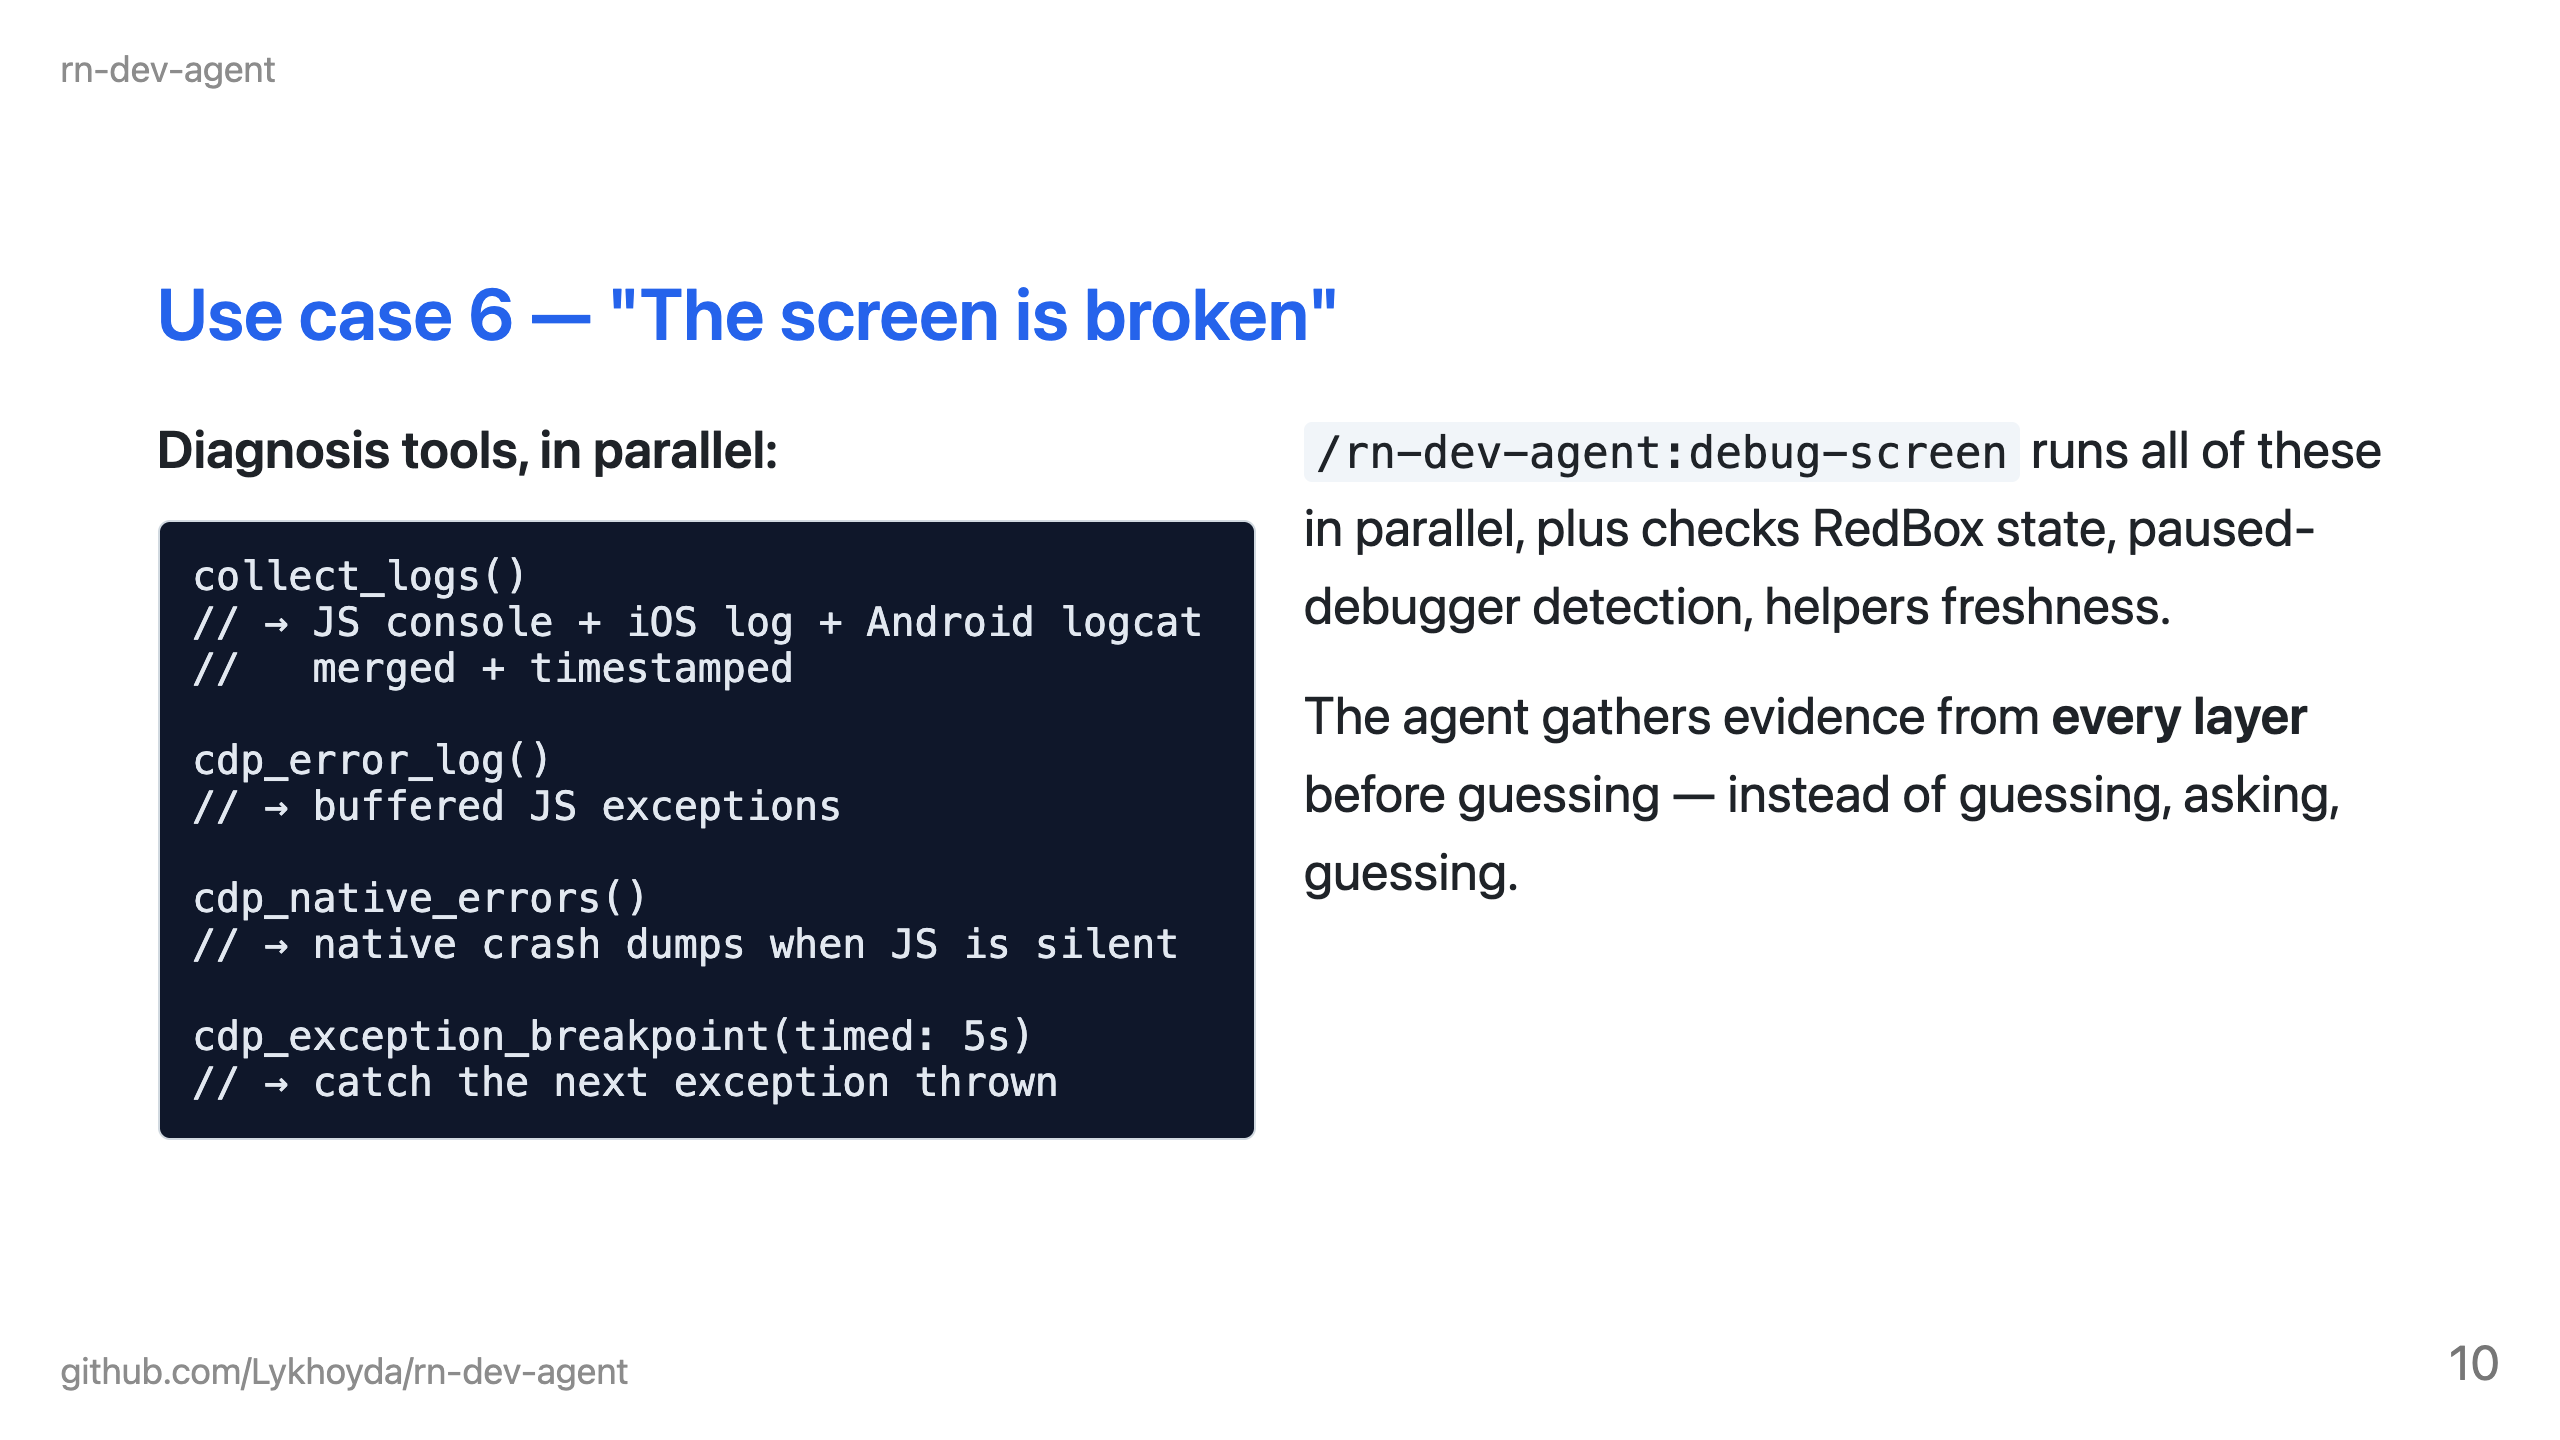 rn-dev-agent
Use case 6 — "The screen is broken"
Diagnosis tools, in parallel:
collect_logs()
// → JS console + iOS log + Android logcat
//   merged + timestamped
cdp_error_log()
// → buffered JS exceptions
cdp_native_errors()
// → native crash dumps when JS is silent
cdp_exception_breakpoint(timed: 5s)
// → catch the next exception thrown
/rn-dev-agent:debug-screen runs all of these
in parallel, plus checks RedBox state, paused-
debugger detection, helpers freshness.
The agent gathers evidence from every layer
before guessing — instead of guessing, asking,
guessing.
github.com/Lykhoyda/rn-dev-agent
10